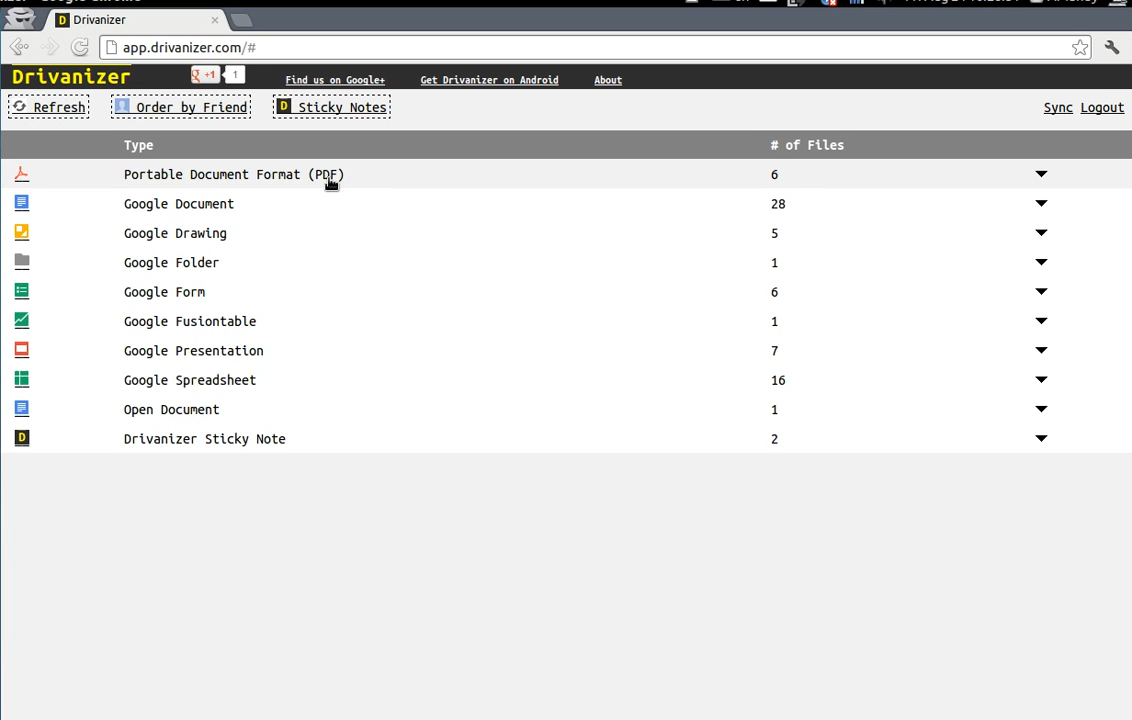 Drivanizer
app.drivanizer.com/#
Drivanizer +1 1 Find us on Google+ Get Drivanizer on Android About
Refresh Order by Friend D Sticky Notes Sync Logout
Type # of Files
Portable Document Format (PDF) 6
Google Document 28
Google Drawing 5
Google Folder 1
Google Form 6
Google Fusiontable 1
Google Presentation 7
Google Spreadsheet 16
Open Document 1
D Drivanizer Sticky Note 2